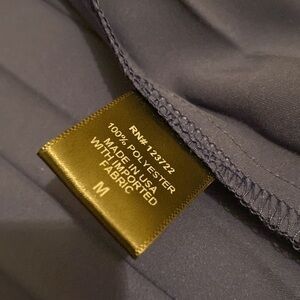 RN# 123722
100% POLYESTER
MADE IN USA
WITH IMPORTED
FABRIC
M